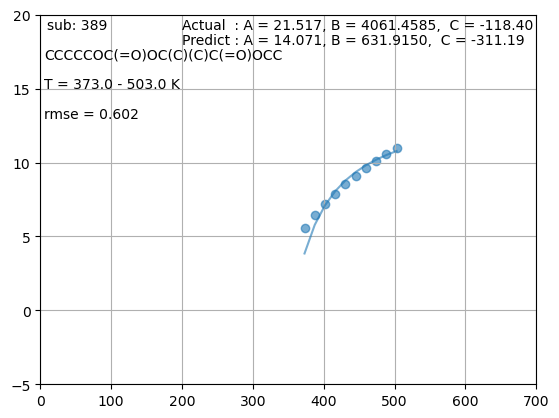 sub: 389
Actual : A = 21.517, B = 4061.4585, C = -118.40
Predict : A = 14.071, B = 631.9150, C = -311.19
CCCCCOC(=O)OC(C)(C)C(=O)OCC
T = 373.0 - 503.0 K
rmse = 0.602
20
15
10
5
0
−5
0 100 200 300 400 500 600 700